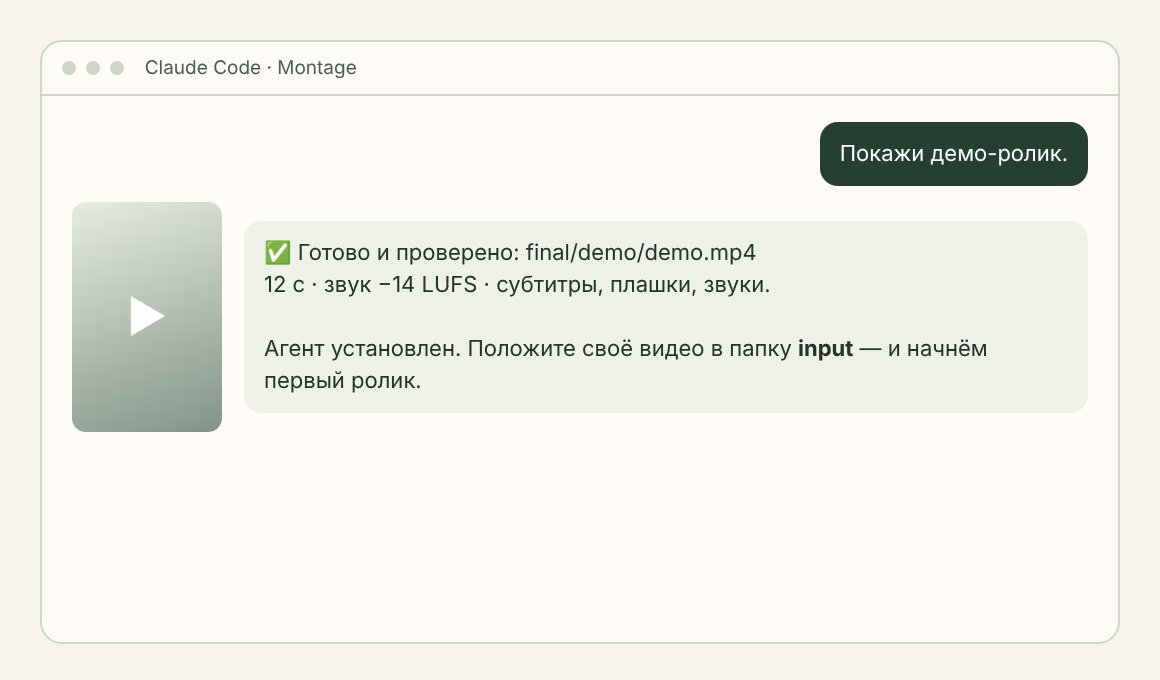 Claude Code · Montage
Покажи демо-ролик.
✅ Готово и проверено: final/demo/demo.mp4
12 с · звук −14 LUFS · субтитры, плашки, звуки.
Агент установлен. Положите своё видео в папку input — и начнём
первый ролик.